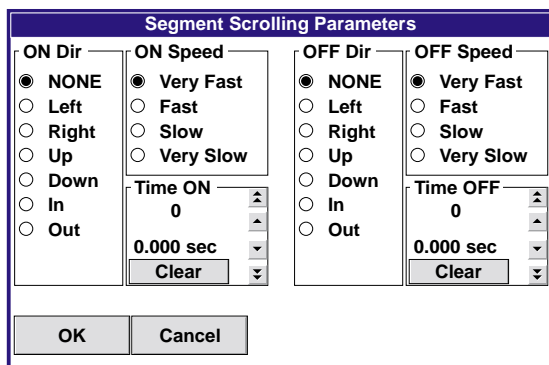 Segment Scrolling Parameters
ON Dir
NONE
Left
Right
Up
Down
In
Out
ON Speed
Very Fast
Fast
Slow
Very Slow
Time ON
0
0.000 sec
Clear
OFF Dir
NONE
Left
Right
Up
Down
In
Out
OFF Speed
Very Fast
Fast
Slow
Very Slow
Time OFF
0
0.000 sec
Clear
OK
Cancel